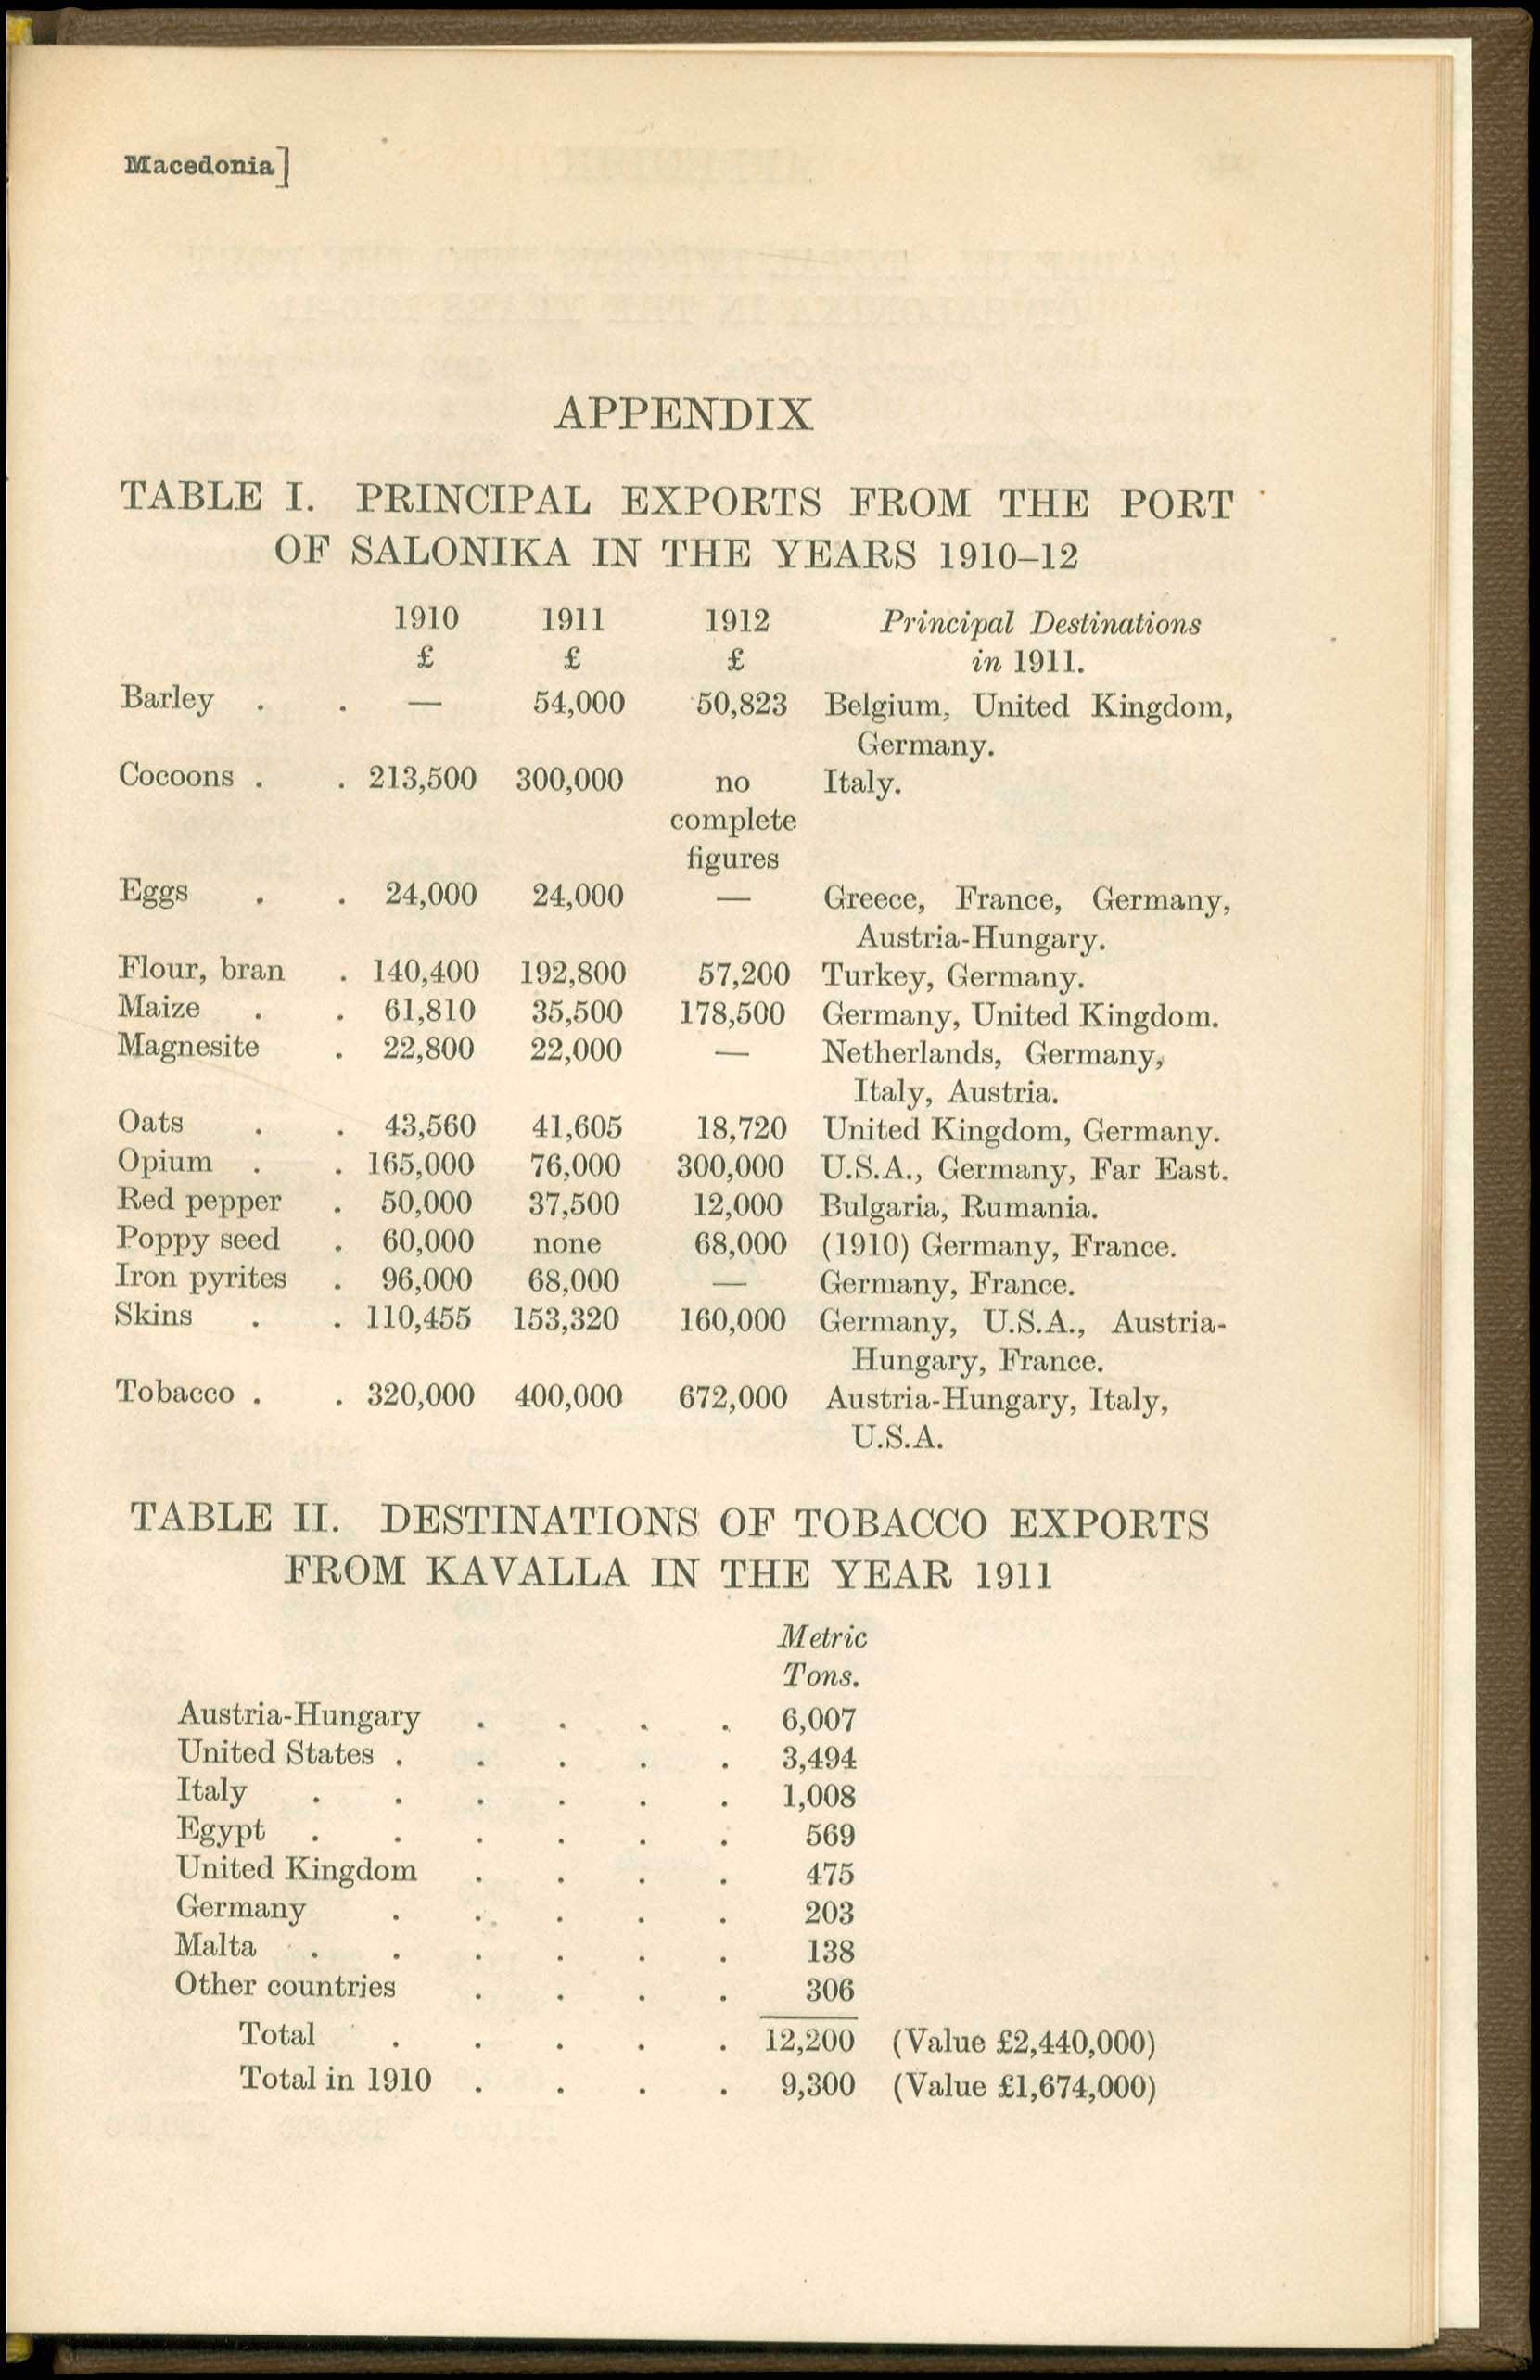 Macedonia]
APPENDIX
TABLE I. PRINCIPAL EXPORTS FROM THE PORT
OF SALONIKA IN THE YEARS 1910–12
1910 1911 1912 Principal Destinations
£ £ £ in 1911.
Barley . . — 54,000 50,823 Belgium, United Kingdom,
Germany.
Cocoons . . 213,500 300,000 no Italy.
complete
figures
Eggs . . 24,000 24,000 — Greece, France, Germany,
Austria-Hungary.
Flour, bran . 140,400 192,800 57,200 Turkey, Germany.
Maize . . 61,810 35,500 178,500 Germany, United Kingdom.
Magnesite . 22,800 22,000 — Netherlands, Germany,
Italy, Austria.
Oats . . 43,560 41,605 18,720 United Kingdom, Germany.
Opium . . 165,000 76,000 300,000 U.S.A., Germany, Far East.
Red pepper . 50,000 37,500 12,000 Bulgaria, Rumania.
Poppy seed . 60,000 none 68,000 (1910) Germany, France.
Iron pyrites . 96,000 68,000 — Germany, France.
Skins . . 110,455 153,320 160,000 Germany, U.S.A., Austria-
Hungary, France.
Tobacco . . 320,000 400,000 672,000 Austria-Hungary, Italy,
U.S.A.
TABLE II. DESTINATIONS OF TOBACCO EXPORTS
FROM KAVALLA IN THE YEAR 1911
Metric
Tons.
Austria-Hungary . . . . 6,007
United States . . . . . 3,494
Italy . . . . . . 1,008
Egypt . . . . . . 569
United Kingdom . . . . 475
Germany . . . . . 203
Malta . . . . . . 138
Other countries . . . . 306
Total . . . . . 12,200 (Value £2,440,000)
Total in 1910 . . . . 9,300 (Value £1,674,000)